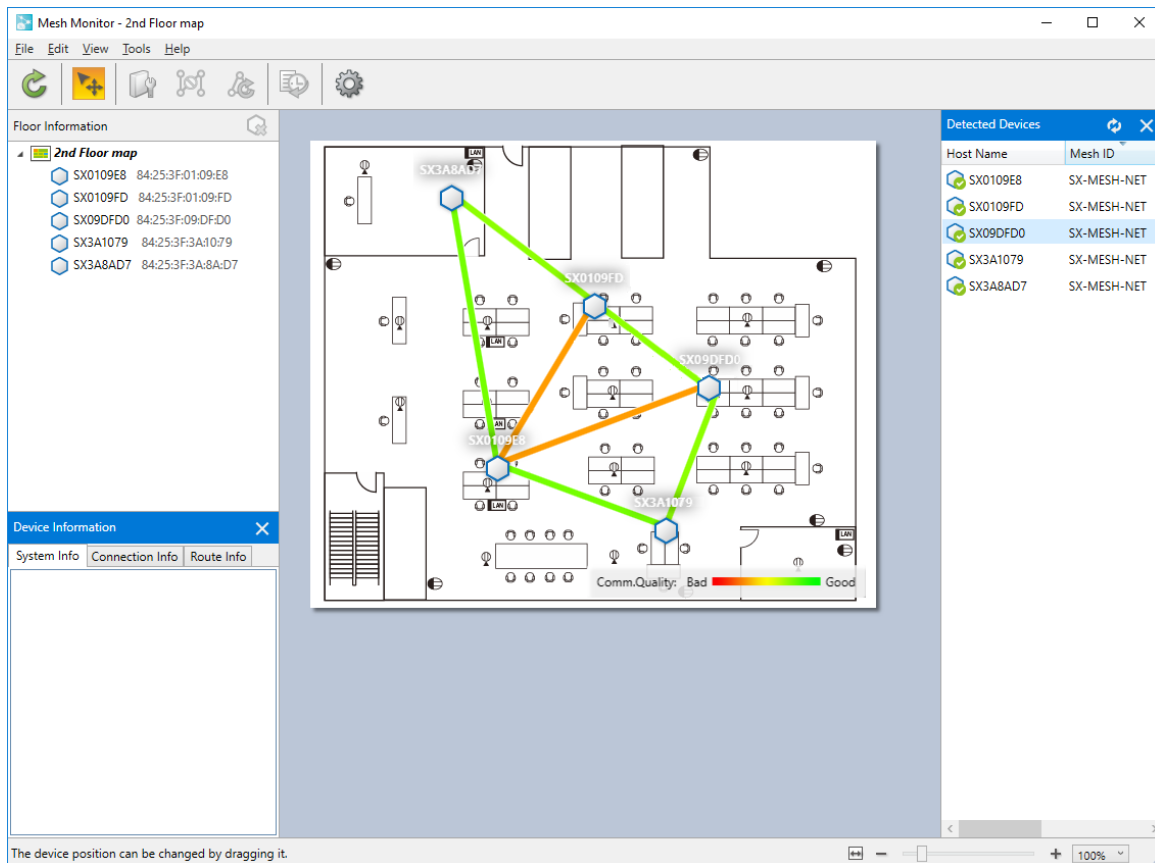 Mesh Monitor - 2nd Floor map
File Edit View Tools Help
Floor Information
2nd Floor map
SX0109E8 84:25:3F:01:09:E8
SX0109FD 84:25:3F:01:09:FD
SX09DFD0 84:25:3F:09:DF:D0
SX3A1079 84:25:3F:3A:10:79
SX3A8AD7 84:25:3F:3A:8A:D7
Device Information
System Info Connection Info Route Info
LAN
SX3A8AD7
SX0109FD
LAN
SX09DFD0
LAN
SX0109E8
LAN
SX3A1079
LAN
Comm.Quality: Bad Good
Detected Devices
Host Name Mesh ID
SX0109E8 SX-MESH-NET
SX0109FD SX-MESH-NET
SX09DFD0 SX-MESH-NET
SX3A1079 SX-MESH-NET
SX3A8AD7 SX-MESH-NET
The device position can be changed by dragging it.
100%